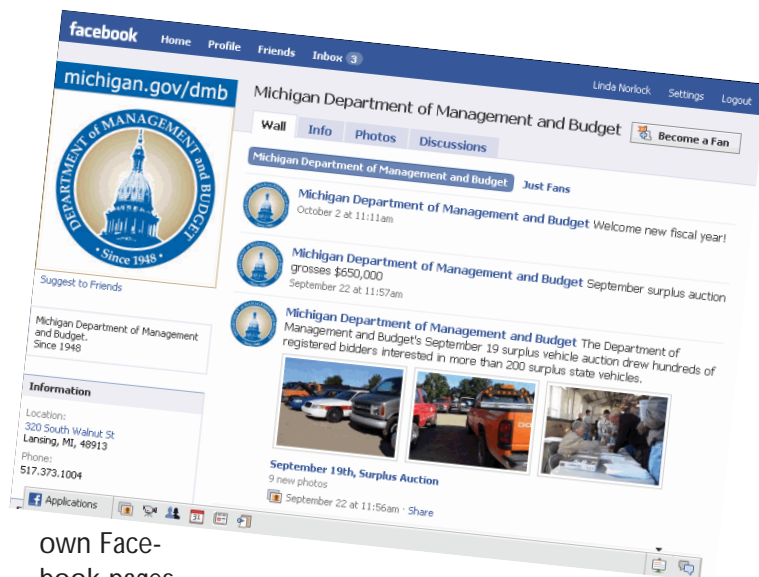 facebook Home Profile Friends Inbox 3 Linda Norlock Settings Logout
michigan.gov/dmb
DEPARTMENT of MANAGEMENT and BUDGET
• Since 1948 •
Suggest to Friends
Michigan Department of Management
and Budget.
Since 1948
Information
Location:
320 South Walnut St
Lansing, MI, 48913
Phone:
517.373.1004
Michigan Department of Management and Budget Become a Fan
Wall Info Photos Discussions
Michigan Department of Management and Budget Just Fans
Michigan Department of Management and Budget Welcome new fiscal year!
October 2 at 11:11am
Michigan Department of Management and Budget September surplus auction
grosses $650,000
September 22 at 11:57am
Michigan Department of Management and Budget The Department of
Management and Budget's September 19 surplus vehicle auction drew hundreds of
registered bidders interested in more than 200 surplus state vehicles.
September 19th, Surplus Auction
9 new photos
September 22 at 11:56am · Share
Applications 31
own Face-
book pages